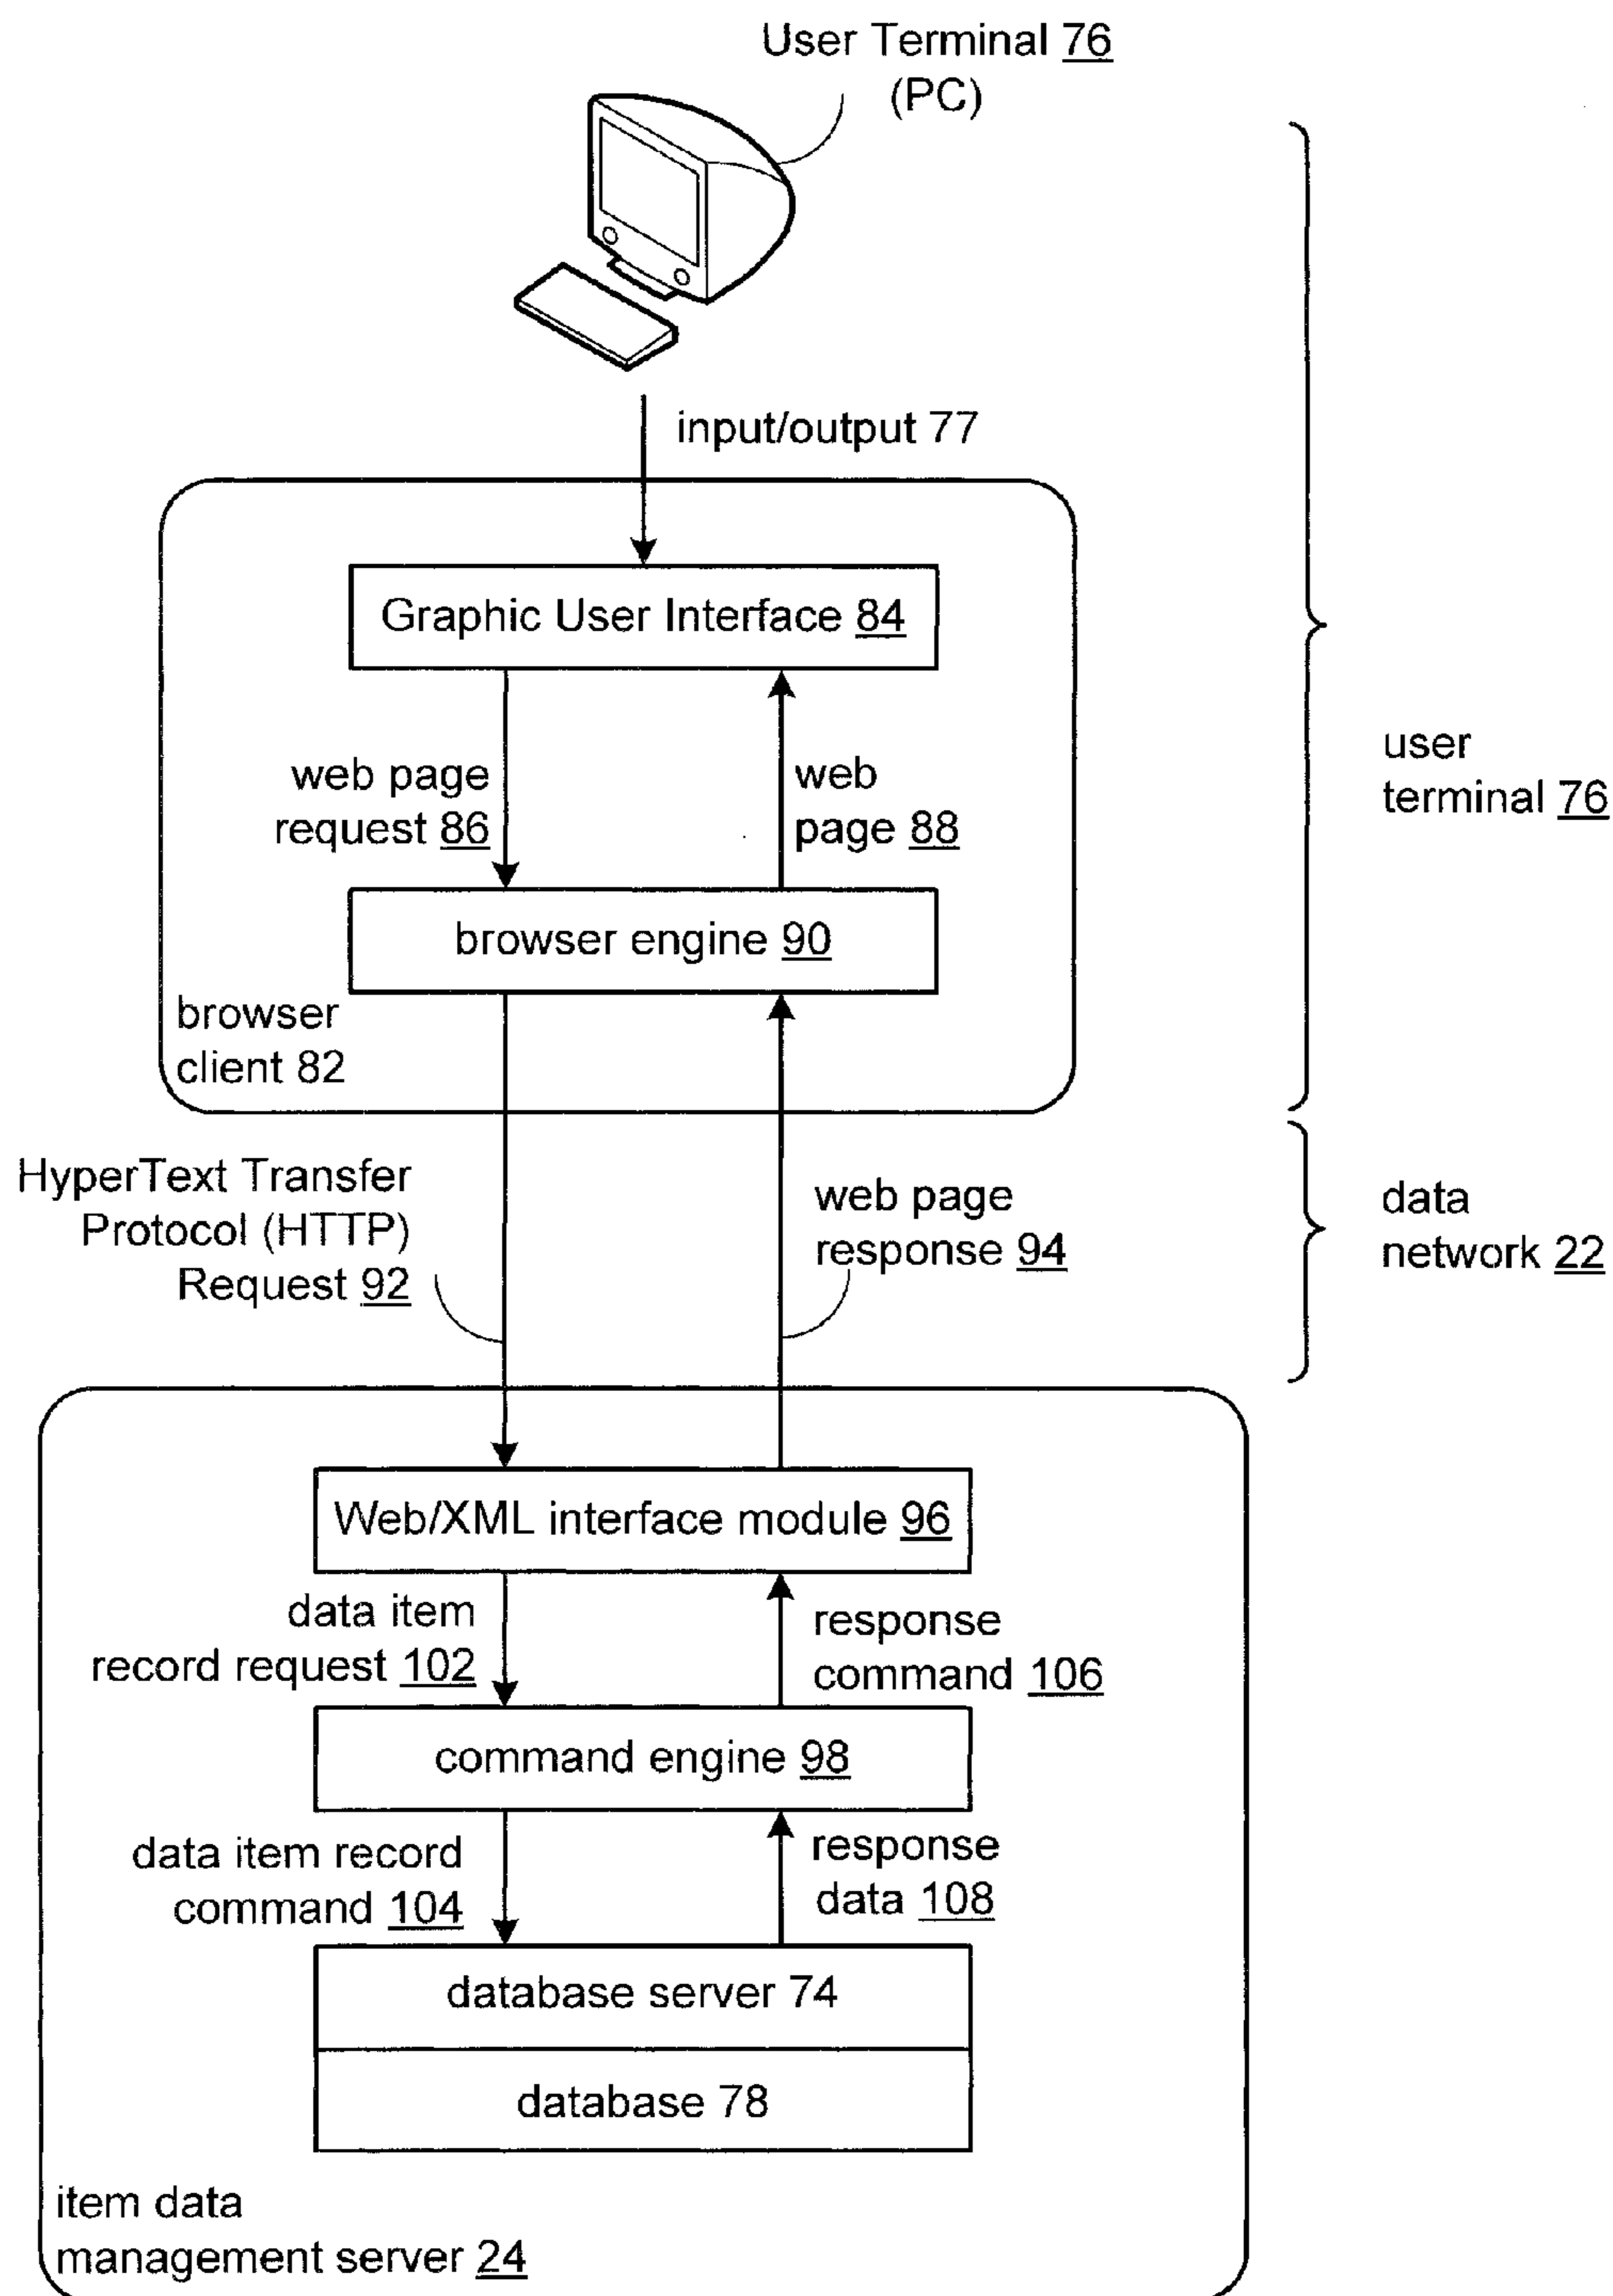 User Terminal 76
(PC)
input/output 77
Graphic User Interface 84
web page
request 86
web
page 88
user
terminal 76
browser engine 90
browser
client 82
HyperText Transfer
Protocol (HTTP)
Request 92
web page
response 94
data
network 22
Web/XML interface module 96
data item
record request 102
response
command 106
command engine 98
data item record
command 104
response
data 108
database server 74
database 78
item data
management server 24